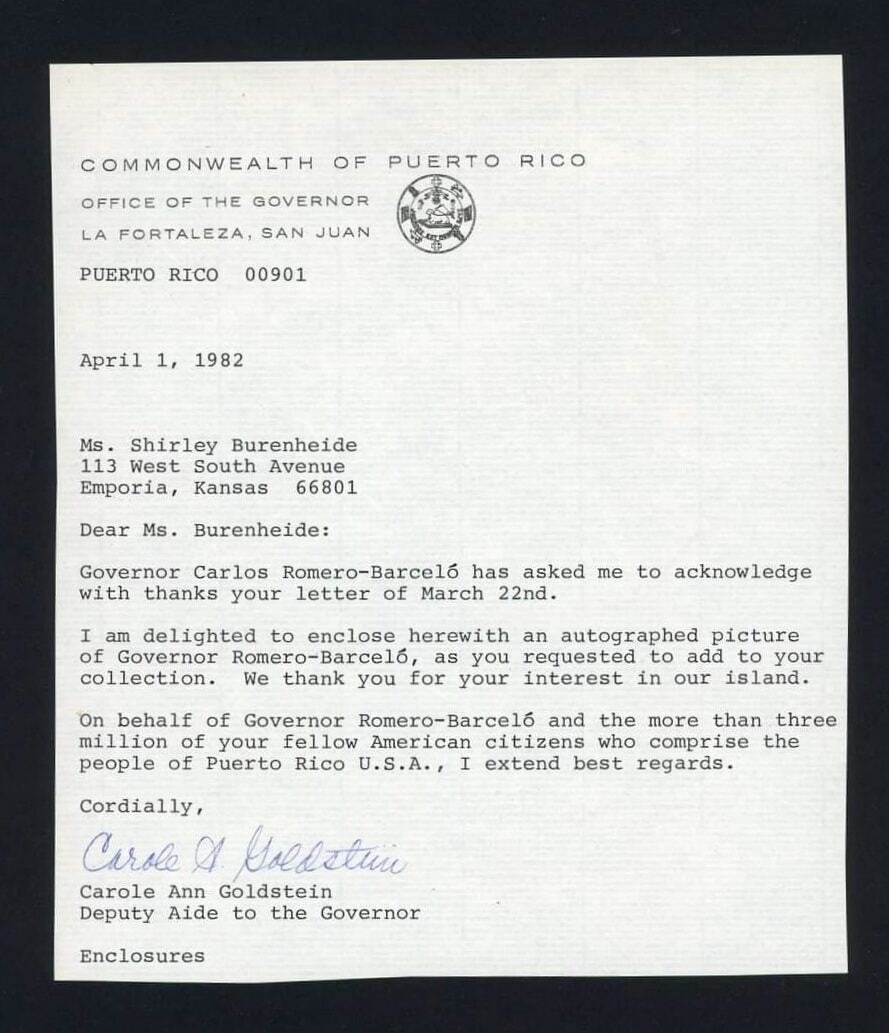 COMMONWEALTH OF PUERTO RICO
OFFICE OF THE GOVERNOR
LA FORTALEZA, SAN JUAN
PUERTO RICO  00901
April 1, 1982
Ms. Shirley Burenheide
113 West South Avenue
Emporia, Kansas  66801
Dear Ms. Burenheide:
Governor Carlos Romero-Barceló has asked me to acknowledge
with thanks your letter of March 22nd.
I am delighted to enclose herewith an autographed picture
of Governor Romero-Barceló, as you requested to add to your
collection.  We thank you for your interest in our island.
On behalf of Governor Romero-Barceló and the more than three
million of your fellow American citizens who comprise the
people of Puerto Rico U.S.A., I extend best regards.
Cordially,
Carole A. Goldstein
Carole Ann Goldstein
Deputy Aide to the Governor
Enclosures